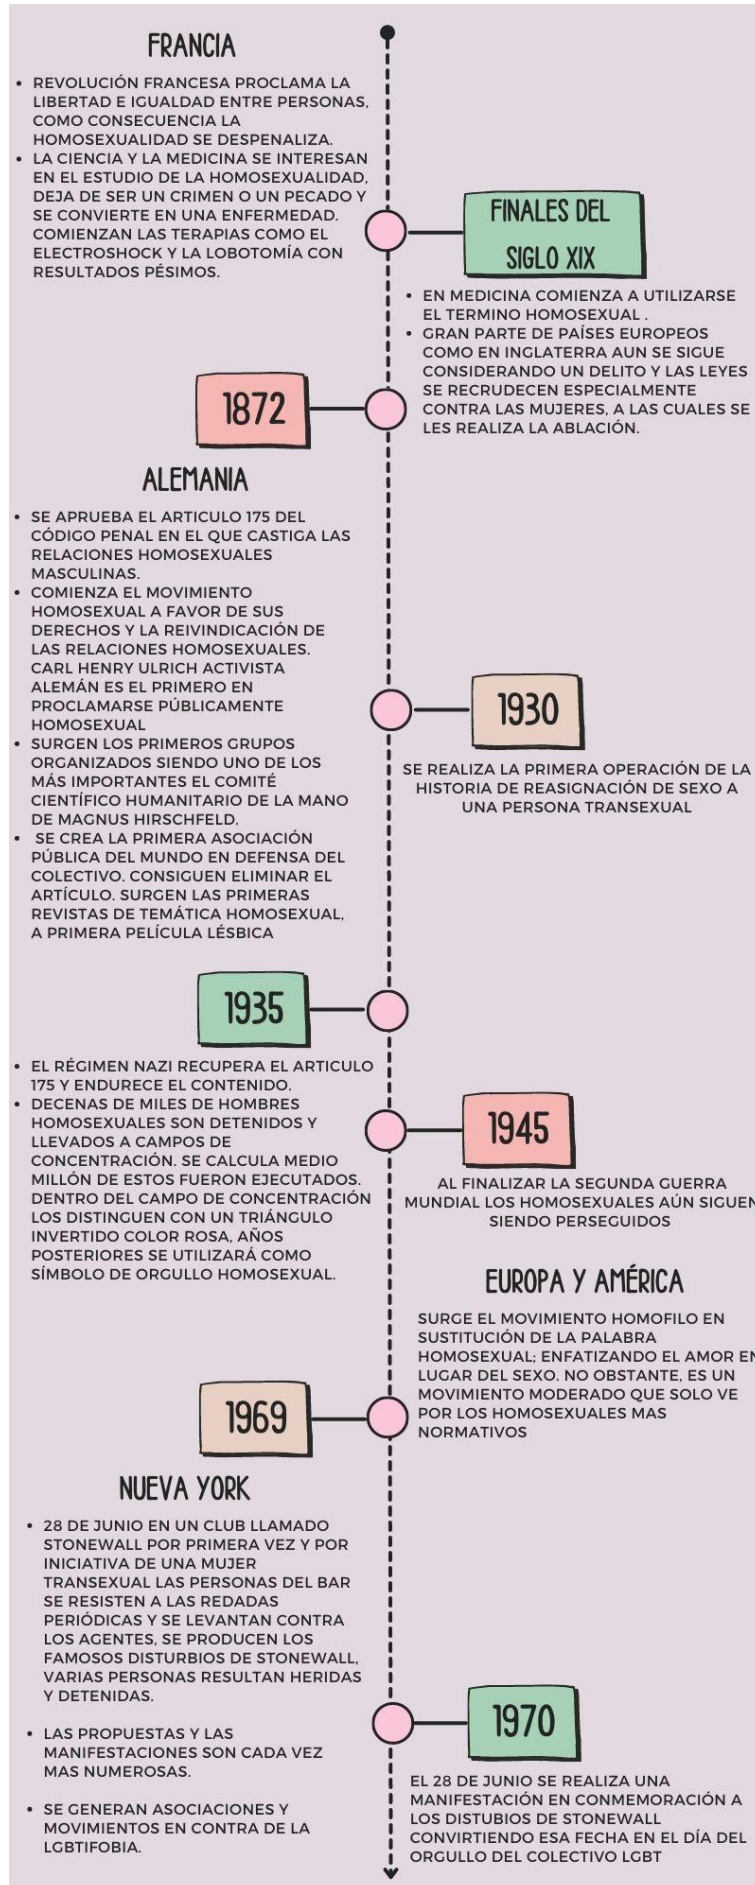 FRANCIA
• REVOLUCIÓN FRANCESA PROCLAMA LA
LIBERTAD E IGUALDAD ENTRE PERSONAS,
COMO CONSECUENCIA LA
HOMOSEXUALIDAD SE DESPENALIZA.
• LA CIENCIA Y LA MEDICINA SE INTERESAN
EN EL ESTUDIO DE LA HOMOSEXUALIDAD,
DEJA DE SER UN CRIMEN O UN PECADO Y
SE CONVIERTE EN UNA ENFERMEDAD.
COMIENZAN LAS TERAPIAS COMO EL
ELECTROSHOCK Y LA LOBOTOMÍA CON
RESULTADOS PÉSIMOS.
FINALES DEL
SIGLO XIX
• EN MEDICINA COMIENZA A UTILIZARSE
EL TERMINO HOMOSEXUAL .
• GRAN PARTE DE PAÍSES EUROPEOS
COMO EN INGLATERRA AUN SE SIGUE
CONSIDERANDO UN DELITO Y LAS LEYES
SE RECRUDECEN ESPECIALMENTE
CONTRA LAS MUJERES, A LAS CUALES SE
LES REALIZA LA ABLACIÓN.
1872
ALEMANIA
• SE APRUEBA EL ARTICULO 175 DEL
CÓDIGO PENAL EN EL QUE CASTIGA LAS
RELACIONES HOMOSEXUALES
MASCULINAS.
• COMIENZA EL MOVIMIENTO
HOMOSEXUAL A FAVOR DE SUS
DERECHOS Y LA REIVINDICACIÓN DE
LAS RELACIONES HOMOSEXUALES.
CARL HENRY ULRICH ACTIVISTA
ALEMÁN ES EL PRIMERO EN
PROCLAMARSE PÚBLICAMENTE
HOMOSEXUAL
• SURGEN LOS PRIMEROS GRUPOS
ORGANIZADOS SIENDO UNO DE LOS
MÁS IMPORTANTES EL COMITÉ
CIENTÍFICO HUMANITARIO DE LA MANO
DE MAGNUS HIRSCHFELD.
• SE CREA LA PRIMERA ASOCIACIÓN
PÚBLICA DEL MUNDO EN DEFENSA DEL
COLECTIVO. CONSIGUEN ELIMINAR EL
ARTÍCULO. SURGEN LAS PRIMERAS
REVISTAS DE TEMÁTICA HOMOSEXUAL,
A PRIMERA PELÍCULA LÉSBICA
1930
SE REALIZA LA PRIMERA OPERACIÓN DE LA
HISTORIA DE REASIGNACIÓN DE SEXO A
UNA PERSONA TRANSEXUAL
1935
• EL RÉGIMEN NAZI RECUPERA EL ARTICULO
175 Y ENDURECE EL CONTENIDO.
• DECENAS DE MILES DE HOMBRES
HOMOSEXUALES SON DETENIDOS Y
LLEVADOS A CAMPOS DE
CONCENTRACIÓN. SE CALCULA MEDIO
MILLÓN DE ESTOS FUERON EJECUTADOS.
DENTRO DEL CAMPO DE CONCENTRACIÓN
LOS DISTINGUEN CON UN TRIÁNGULO
INVERTIDO COLOR ROSA, AÑOS
POSTERIORES SE UTILIZARÁ COMO
SÍMBOLO DE ORGULLO HOMOSEXUAL.
1945
AL FINALIZAR LA SEGUNDA GUERRA
MUNDIAL LOS HOMOSEXUALES AÚN SIGUEN
SIENDO PERSEGUIDOS
EUROPA Y AMÉRICA
SURGE EL MOVIMIENTO HOMOFILO EN
SUSTITUCIÓN DE LA PALABRA
HOMOSEXUAL; ENFATIZANDO EL AMOR EN
LUGAR DEL SEXO. NO OBSTANTE, ES UN
MOVIMIENTO MODERADO QUE SOLO VE
POR LOS HOMOSEXUALES MAS
NORMATIVOS
1969
NUEVA YORK
• 28 DE JUNIO EN UN CLUB LLAMADO
STONEWALL POR PRIMERA VEZ Y POR
INICIATIVA DE UNA MUJER
TRANSEXUAL LAS PERSONAS DEL BAR
SE RESISTEN A LAS REDADAS
PERIÓDICAS Y SE LEVANTAN CONTRA
LOS AGENTES, SE PRODUCEN LOS
FAMOSOS DISTURBIOS DE STONEWALL,
VARIAS PERSONAS RESULTAN HERIDAS
Y DETENIDAS.
• LAS PROPUESTAS Y LAS
MANIFESTACIONES SON CADA VEZ
MAS NUMEROSAS.
• SE GENERAN ASOCIACIONES Y
MOVIMIENTOS EN CONTRA DE LA
LGBTIFOBIA.
1970
EL 28 DE JUNIO SE REALIZA UNA
MANIFESTACIÓN EN CONMEMORACIÓN A
LOS DISTUBIOS DE STONEWALL
CONVIRTIENDO ESA FECHA EN EL DÍA DEL
ORGULLO DEL COLECTIVO LGBT